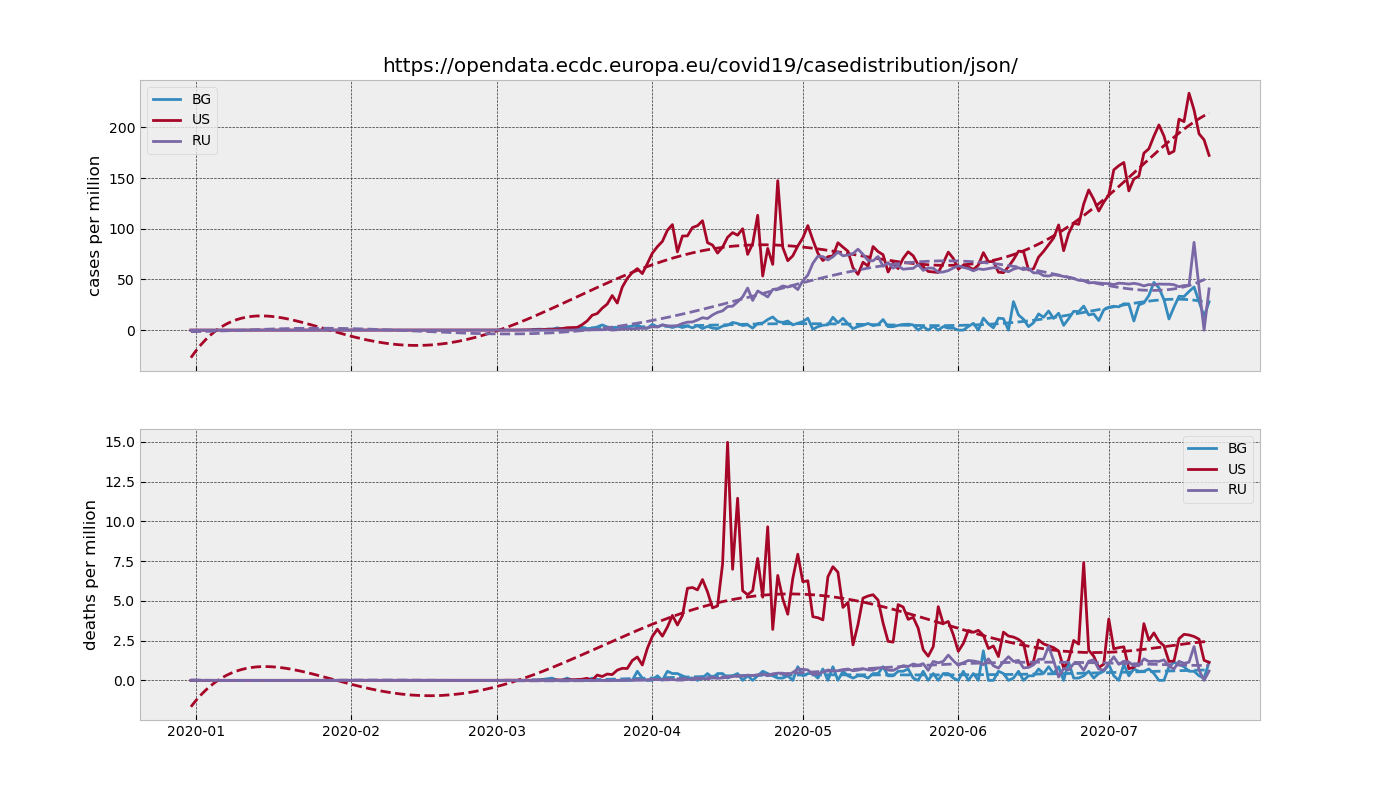 https://opendata.ecdc.europa.eu/covid19/casedistribution/json/
BG
US
RU
cases per million
200
150
100
50
0
BG
US
RU
deaths per million
15.0
12.5
10.0
7.5
5.0
2.5
0.0
2020-01 2020-02 2020-03 2020-04 2020-05 2020-06 2020-07